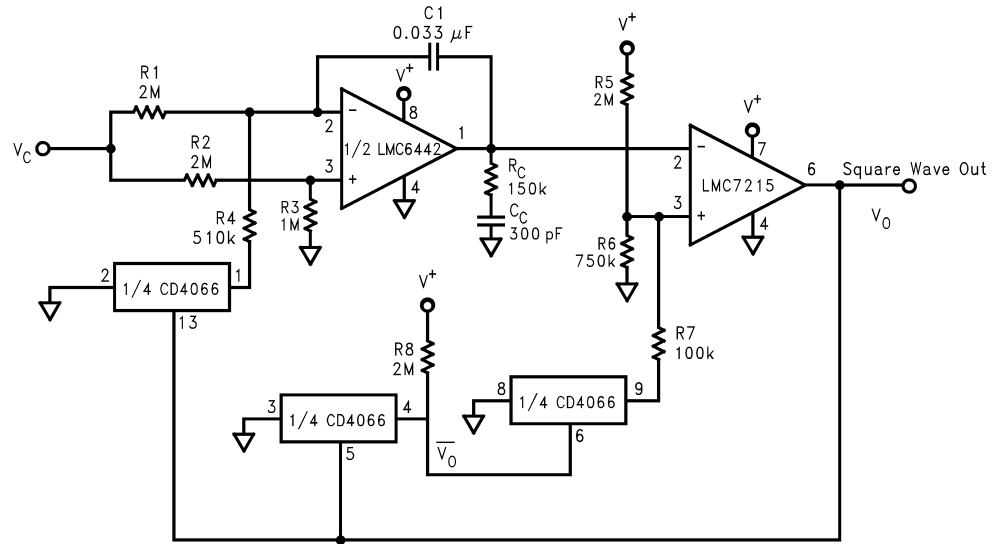 C1
0.033 μF
V+
R1
2M
V+
R5
2M
V+
8
7
2
−
1/2 LMC6442
1
VC
R2
2M
3
+
4
2
−
LMC7215
6
Square Wave Out
VO
RC
150k
R3
1M
R4
510k
CC
300 pF
3
+
4
R6
750k
2
1/4 CD4066
1
13
V+
R7
100k
R8
2M
8
1/4 CD4066
9
6
3
1/4 CD4066
4
5
V̅O